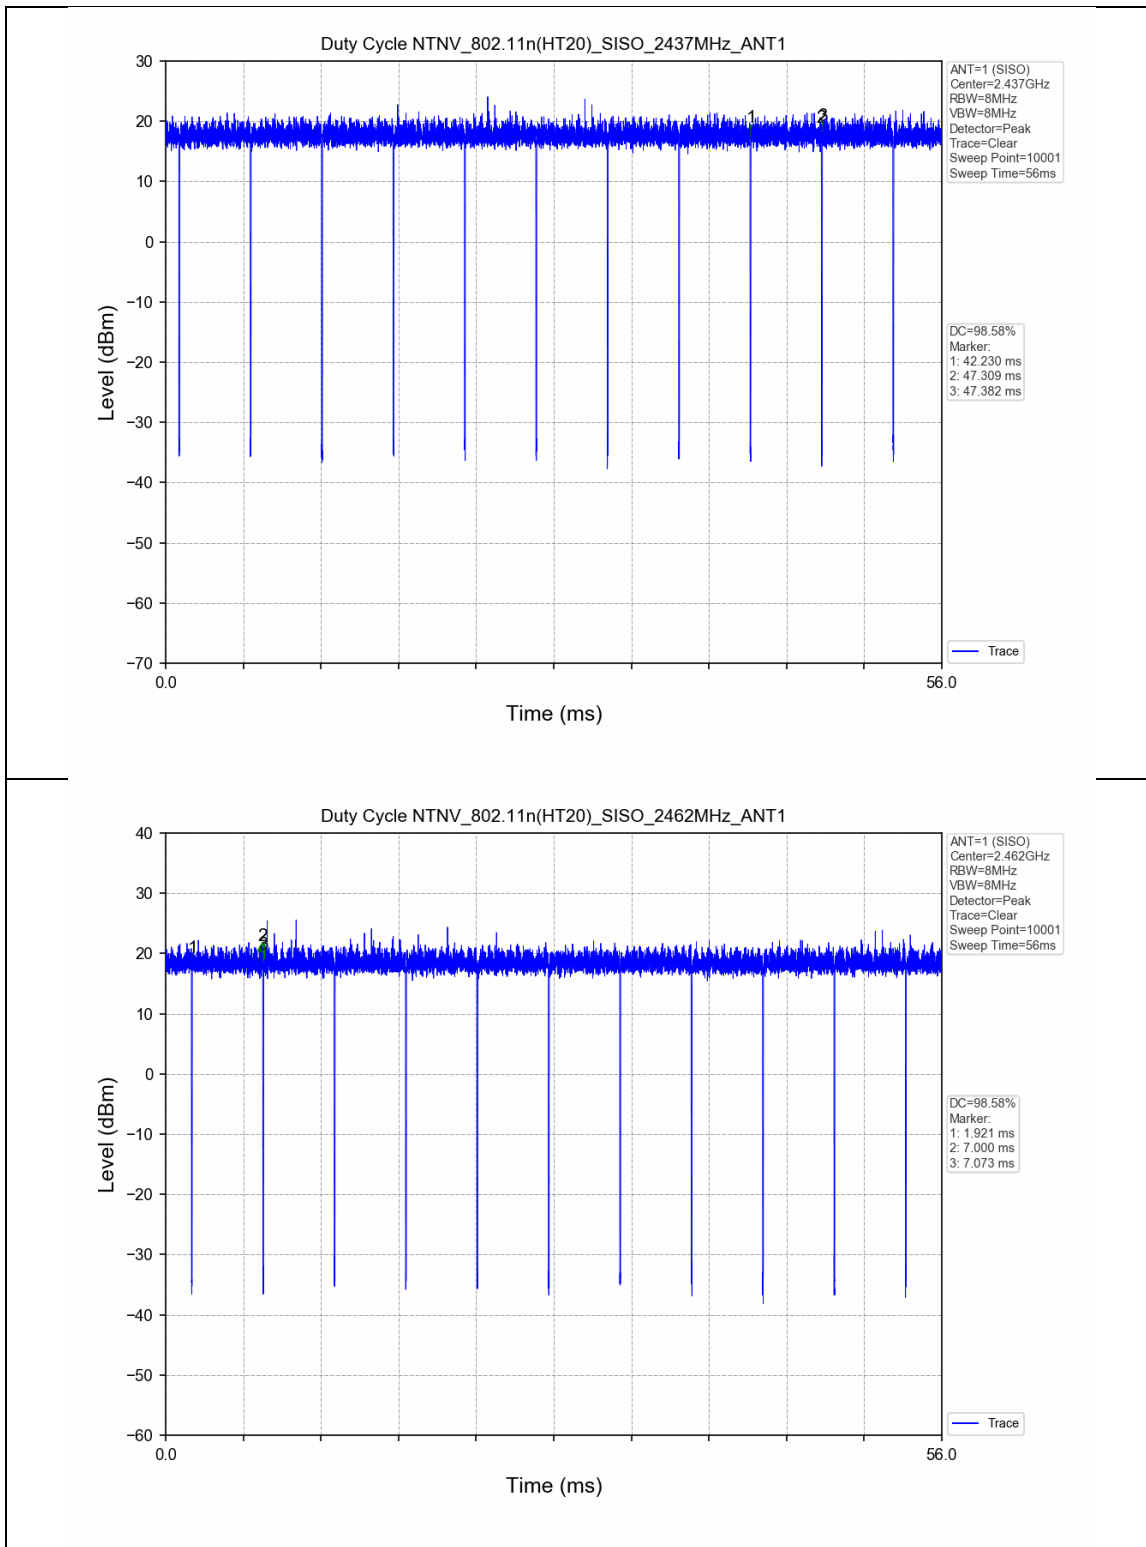 Duty Cycle NTNV_802.11n(HT20)_SISO_2437MHz_ANT1
30
20
10
0
−10
−20
−30
−40
−50
−60
−70
Level (dBm)
0.0
56.0
Time (ms)
1
2
3
ANT=1 (SISO)
Center=2.437GHz
RBW=8MHz
VBW=8MHz
Detector=Peak
Trace=Clear
Sweep Point=10001
Sweep Time=56ms
DC=98.58%
Marker:
1: 42.230 ms
2: 47.309 ms
3: 47.382 ms
Trace
Duty Cycle NTNV_802.11n(HT20)_SISO_2462MHz_ANT1
40
30
20
10
0
−10
−20
−30
−40
−50
−60
Level (dBm)
0.0
56.0
Time (ms)
1
2
ANT=1 (SISO)
Center=2.462GHz
RBW=8MHz
VBW=8MHz
Detector=Peak
Trace=Clear
Sweep Point=10001
Sweep Time=56ms
DC=98.58%
Marker:
1: 1.921 ms
2: 7.000 ms
3: 7.073 ms
Trace